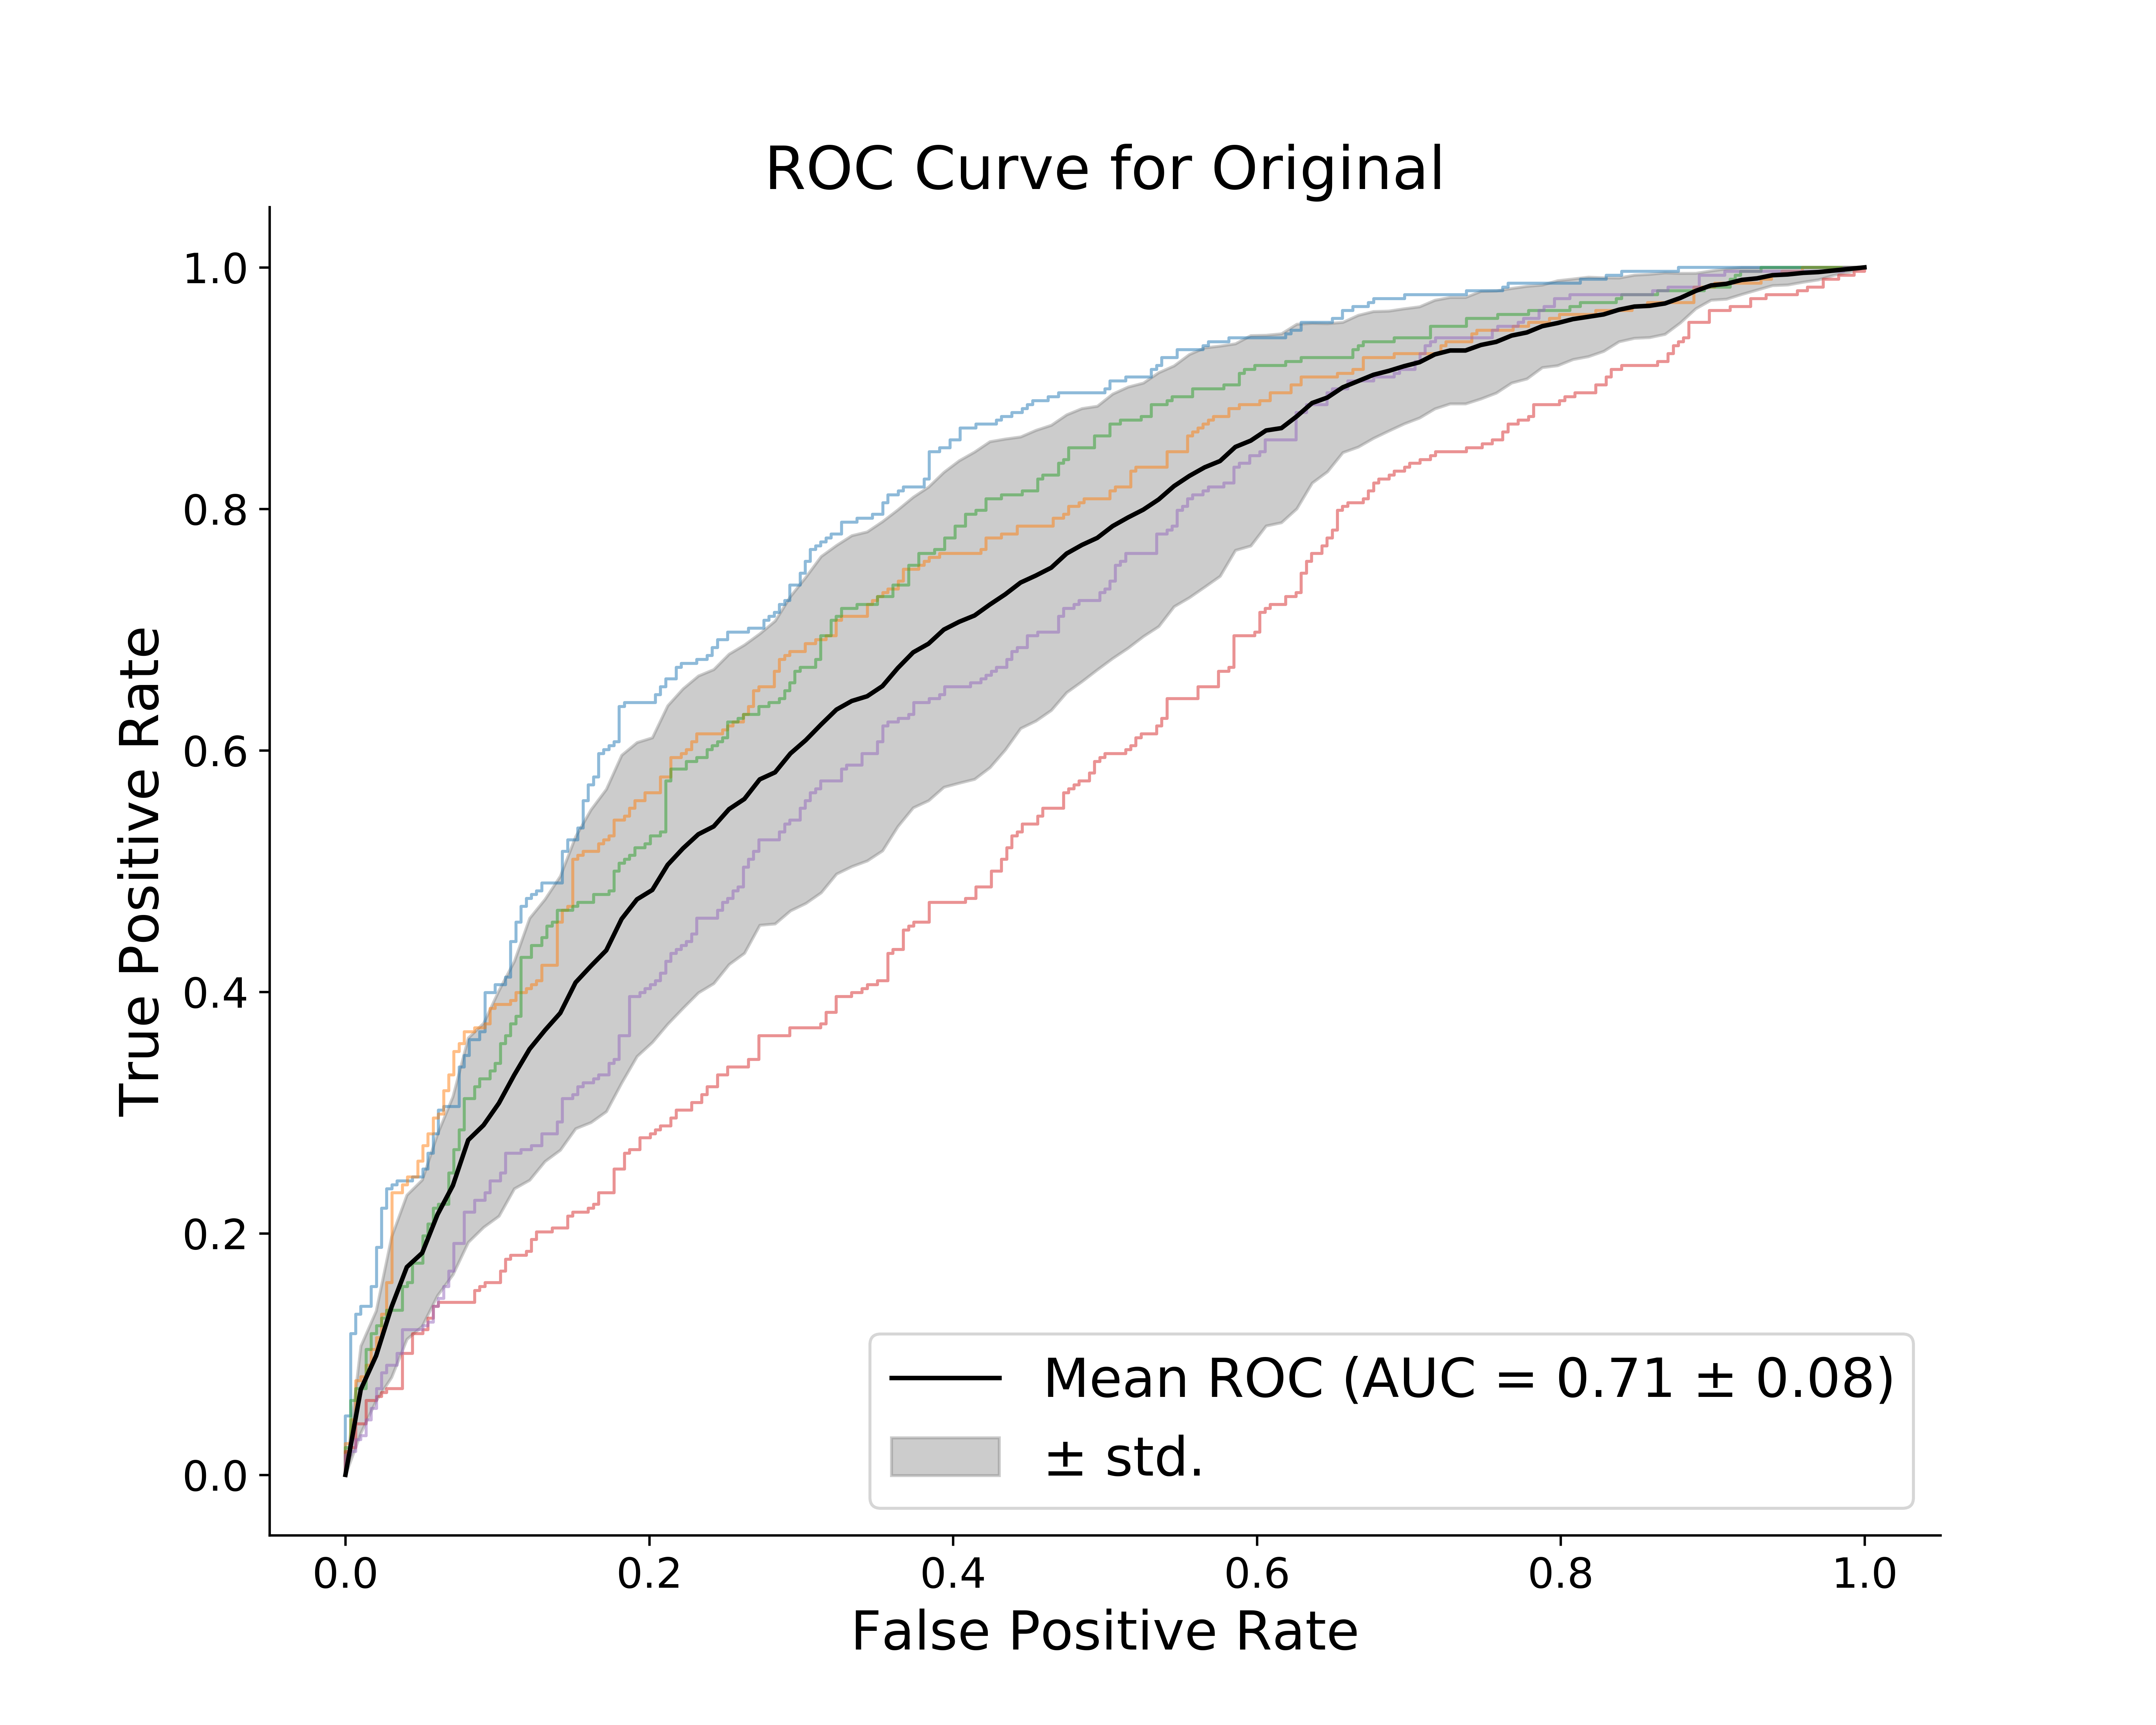 ROC Curve for Original
True Positive Rate
1.0
0.8
0.6
0.4
0.2
0.0
Mean ROC (AUC = 0.71 ± 0.08)
± std.
0.0 0.2 0.4 0.6 0.8 1.0
False Positive Rate